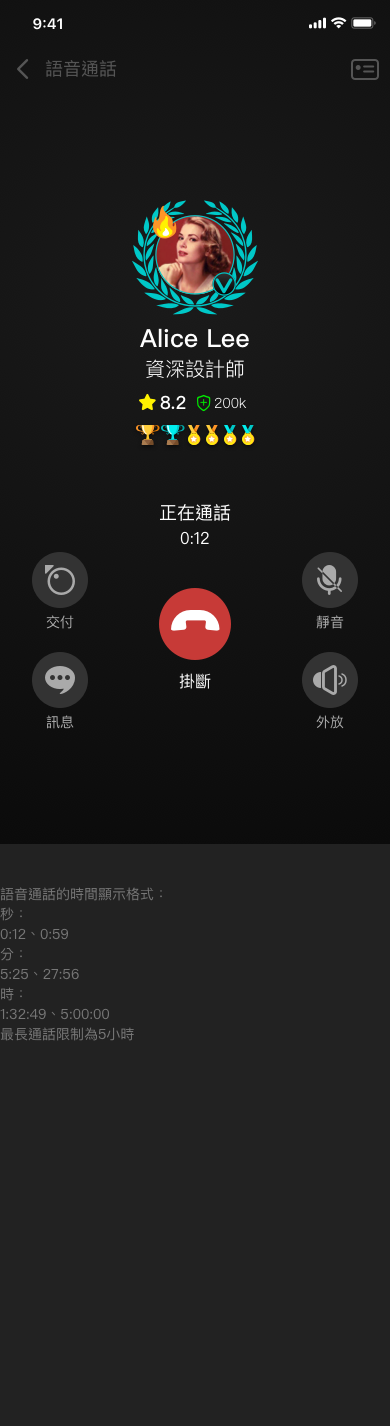 9:41
語音通話
Alice Lee
資深設計師
8.2 200k
正在通話
0:12
交付
靜音
掛斷
訊息
外放
語音通話的時間顯示格式：
秒：
0:12、0:59
分：
5:25、27:56
時：
1:32:49、5:00:00
最長通話限制為5小時